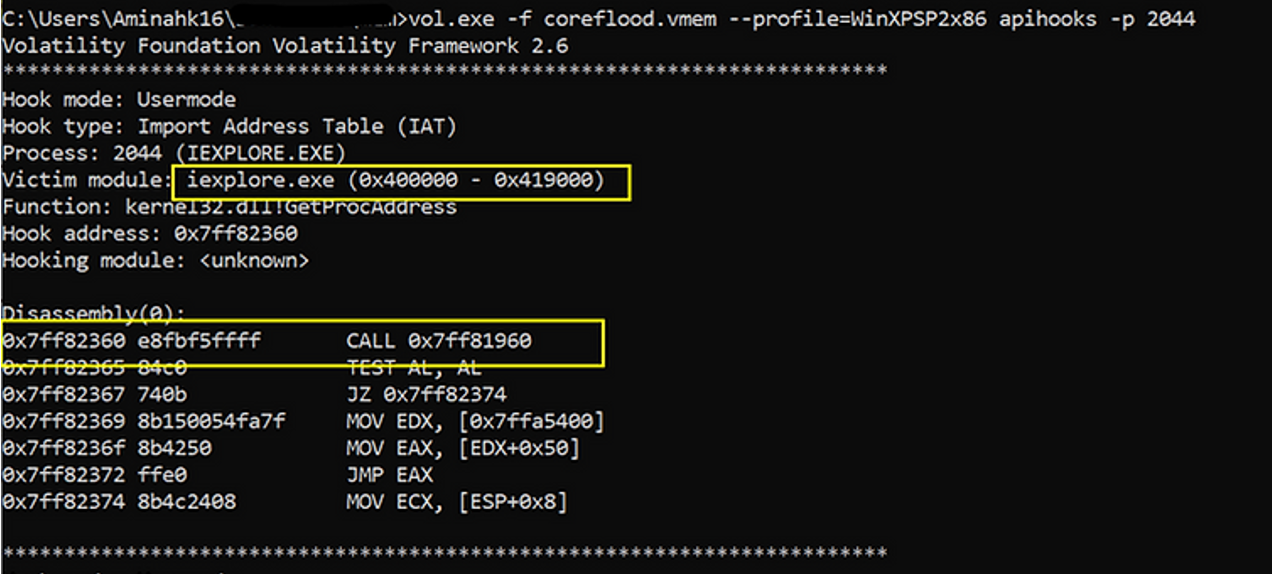 C:\Users\Aminahk16\>vol.exe -f coreflood.vmem --profile=WinXPSP2x86 apihooks -p 2044
Volatility Foundation Volatility Framework 2.6
************************************************************************
Hook mode: Usermode
Hook type: Import Address Table (IAT)
Process: 2044 (IEXPLORE.EXE)
Victim module: iexplore.exe (0x400000 - 0x419000)
Function: kernel32.dll!GetProcAddress
Hook address: 0x7ff82360
Hooking module: <unknown>
Disassembly(0):
0x7ff82360 e8fbf5ffff CALL 0x7ff81960
0x7ff82365 84c0 TEST AL, AL
0x7ff82367 740b JZ 0x7ff82374
0x7ff82369 8b150054fa7f MOV EDX, [0x7ffa5400]
0x7ff8236f 8b4250 MOV EAX, [EDX+0x50]
0x7ff82372 ffe0 JMP EAX
0x7ff82374 8b4c2408 MOV ECX, [ESP+0x8]
************************************************************************